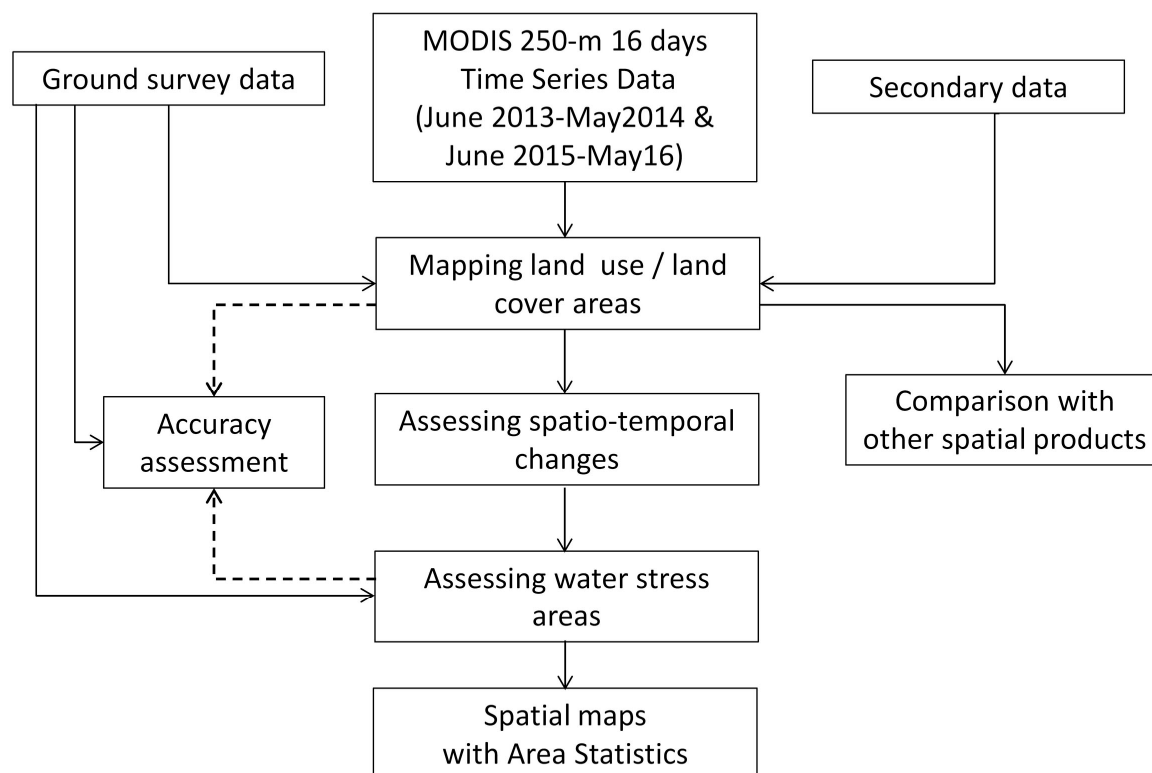 Ground survey data
MODIS 250-m 16 days
Time Series Data
(June 2013-May2014 &
June 2015-May16)
Secondary data
Mapping land use / land
cover areas
Accuracy
assessment
Assessing spatio-temporal
changes
Comparison with
other spatial products
Assessing water stress
areas
Spatial maps
with Area Statistics